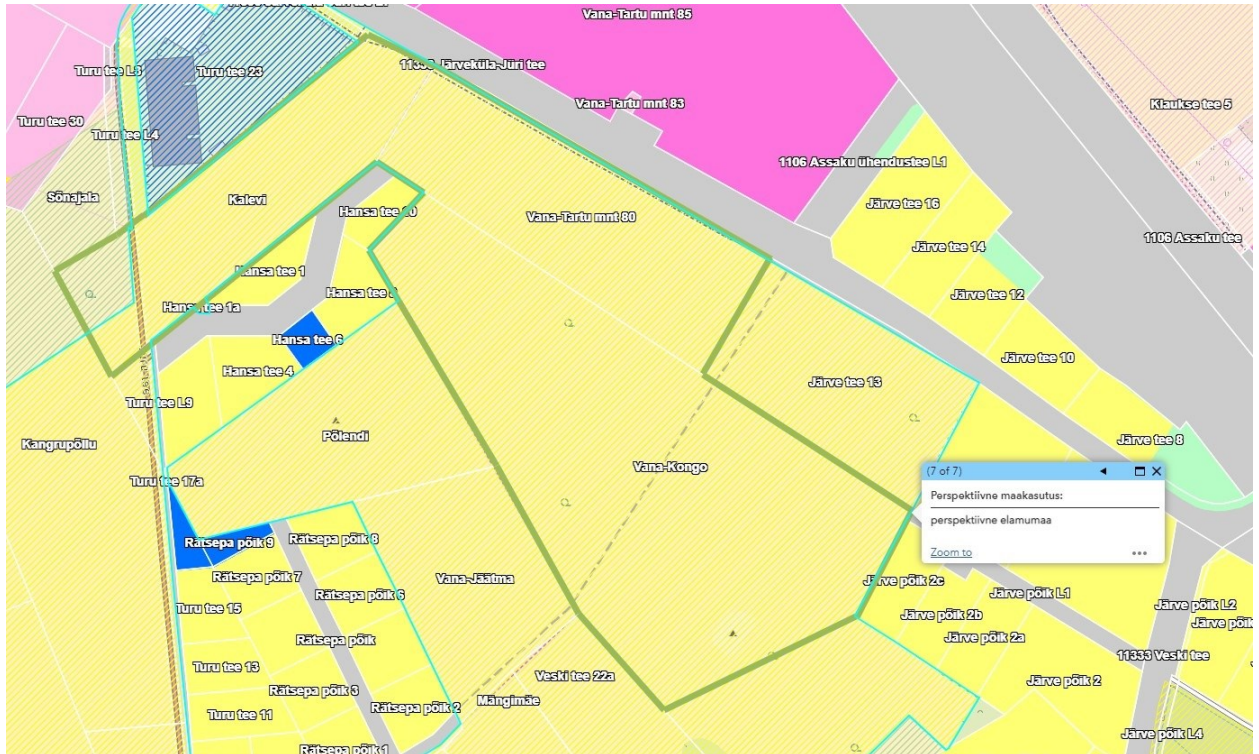 Vana-Tartu mnt 85
Turu tee L3
Turu tee 23
Vana-Tartu mnt 83
Klaukse tee 5
Turu tee 30
Turu tee L4
1106 Assaku ühendustee L1
Sõnajala
Kalevi
Järve tee 16
Vana-Tartu mnt 80
1106 Assaku tee
Järve tee 14
Hansa tee 1
Järve tee 12
Hansa tee 1a
Hansa tee 6
Järve tee 10
Hansa tee 4
Järve tee 13
Turu tee L9
Põlendi
Järve tee 8
Kangrupõllu
Vana-Kongo
Turu tee 17a
(7 of 7)
Perspektiivne maakasutus:
perspektiivne elamumaa
Zoom to
Rätsepa põik 9
Rätsepa põik 8
Rätsepa põik 7
Vana-Jäätma
Järve põik 2c
Rätsepa põik 6
Järve põik L1
Turu tee 15
Järve põik 2b
Järve põik L2
Järve põik
Rätsepa põik
Järve põik 2a
11333 Veski tee
Turu tee 13
Veski tee 22a
Järve põik 2
Rätsepa põik 3
Mängimäe
Rätsepa põik 2
Turu tee 11
Järve põik L4
Rätsepa põik 1